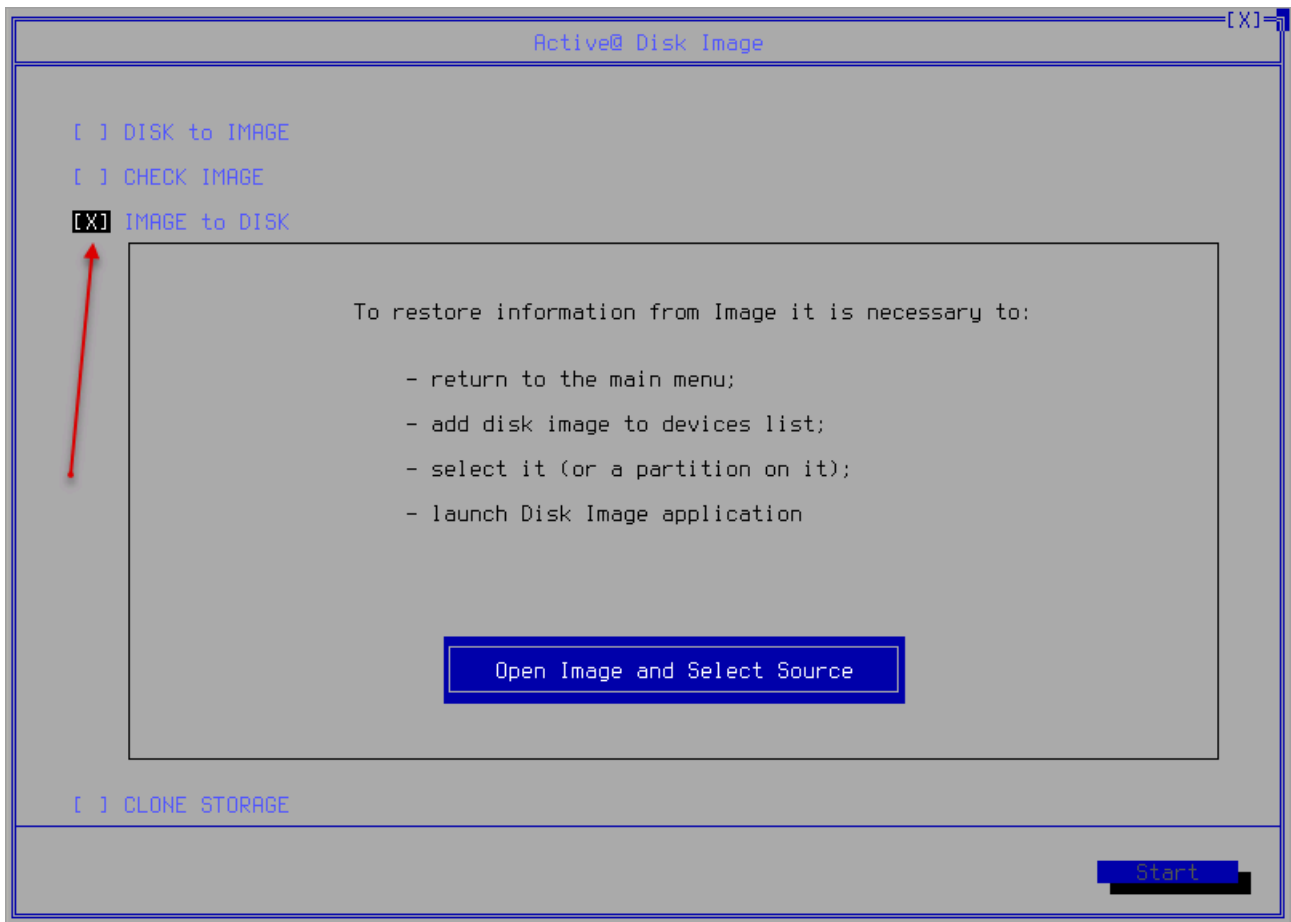 [X]
Active@ Disk Image
[ ] DISK to IMAGE
[ ] CHECK IMAGE
[X] IMAGE to DISK
To restore information from Image it is necessary to:
- return to the main menu;
- add disk image to devices list;
- select it (or a partition on it);
- launch Disk Image application
Open Image and Select Source
[ ] CLONE STORAGE
Start